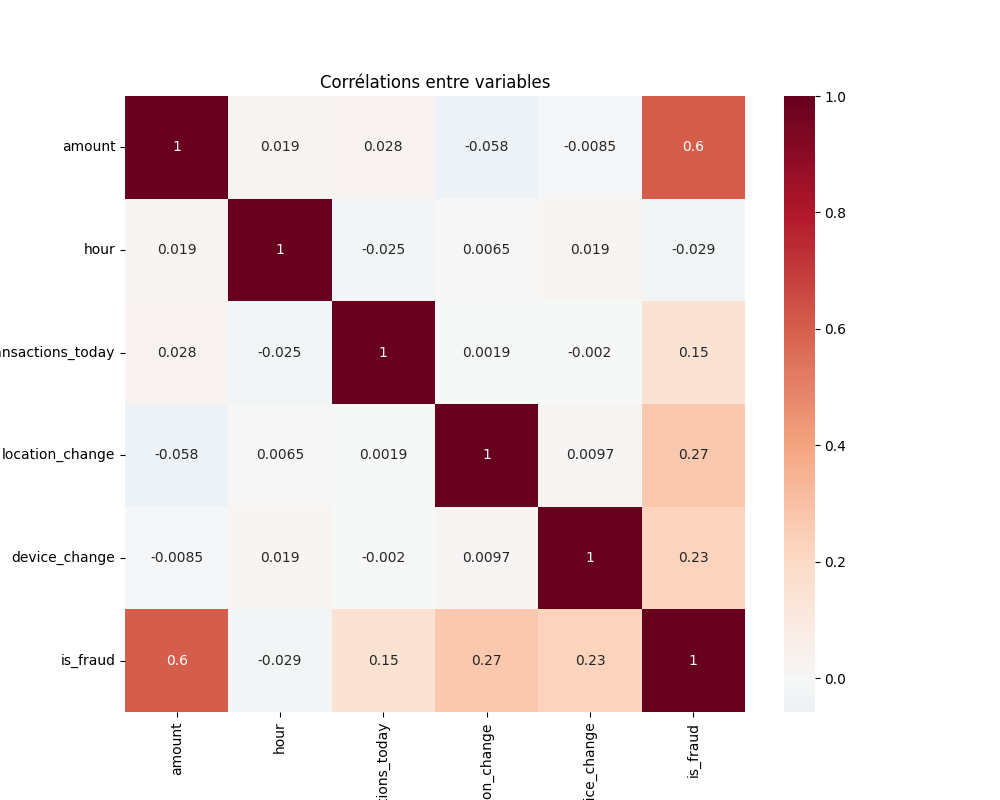 Corrélations entre variables
amount 1 0.019 0.028 -0.058 -0.0085 0.6
hour 0.019 1 -0.025 0.0065 0.019 -0.029
nsactions_today 0.028 -0.025 1 0.0019 -0.002 0.15
location_change -0.058 0.0065 0.0019 1 0.0097 0.27
device_change -0.0085 0.019 -0.002 0.0097 1 0.23
is_fraud 0.6 -0.029 0.15 0.27 0.23 1
amount
hour
tions_today
on_change
ice_change
is_fraud
1.0
0.8
0.6
0.4
0.2
0.0